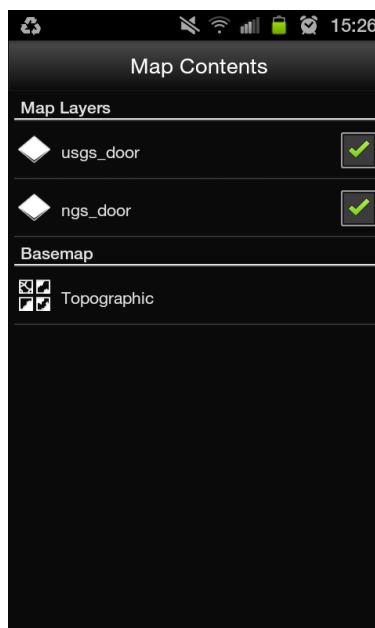 15:26
Map Contents
Map Layers
usgs_door
ngs_door
Basemap
Topographic